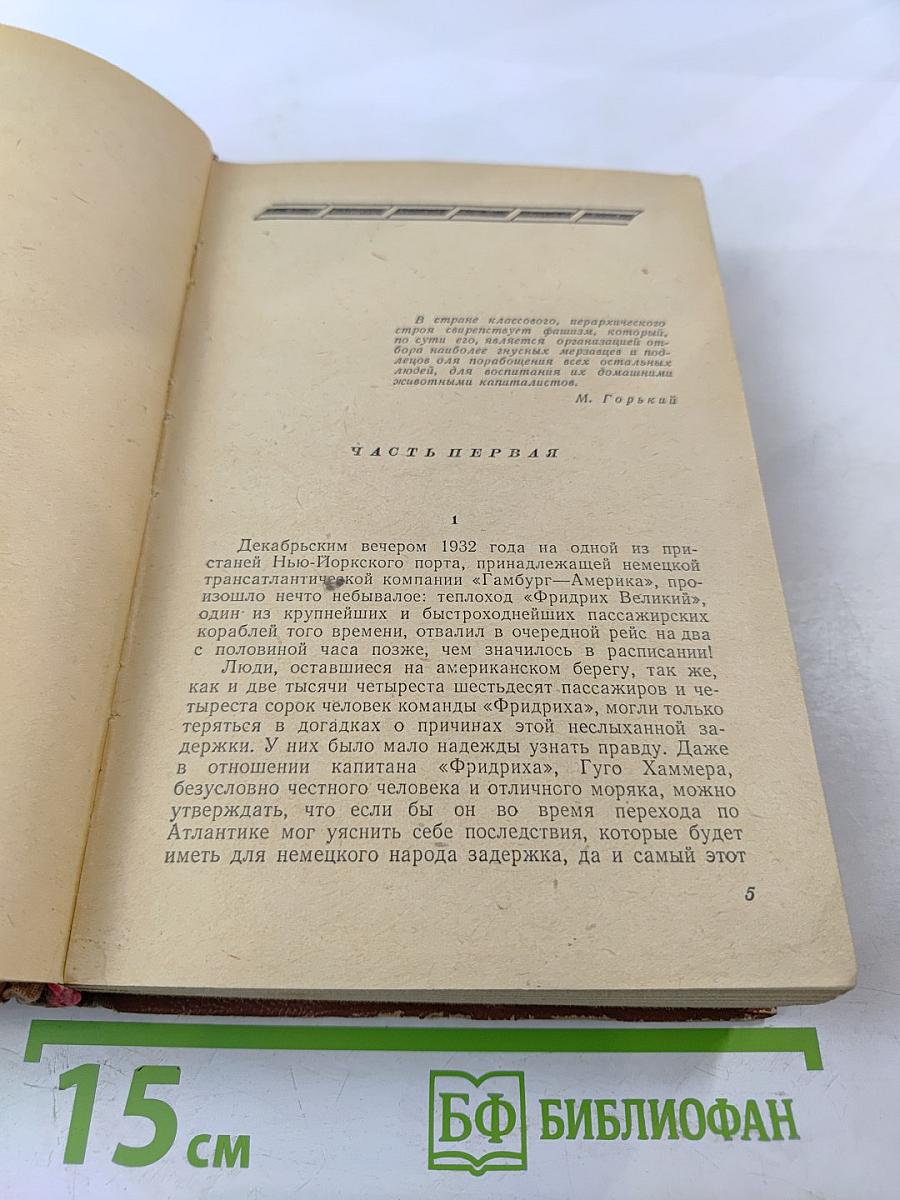 В стране классового, иерархического
строя свирепствует фашизм, который,
по сути его, является организацией от-
бора наиболее гнусных мерзавцев и под-
лецов для порабощения всех остальных
людей, для воспитания их домашними
животными капиталистов.
М. Горький
ЧАСТЬ ПЕРВАЯ
1
Декабрьским вечером 1932 года на одной из при-
станей Нью-Йоркского порта, принадлежащей немецкой
трансатлантической компании «Гамбург—Америка», про-
изошло нечто небывалое: теплоход «Фридрих Великий»,
один из крупнейших и быстроходнейших пассажирских
кораблей того времени, отвалил в очередной рейс на два
с половиной часа позже, чем значилось в расписании!
Люди, оставшиеся на американском берегу, так же,
как и две тысячи четыреста шестьдесят пассажиров и че-
тыреста сорок человек команды «Фридриха», могли только
теряться в догадках о причинах этой неслыханной за-
держки. У них было мало надежды узнать правду. Даже
в отношении капитана «Фридриха», Гуго Хаммера,
безусловно честного человека и отличного моряка, можно
утверждать, что если бы он во время перехода по
Атлантике мог уяснить себе последствия, которые будет
иметь для немецкого народа задержка, да и самый этот
5
15 см
БФ БИБЛИОФАН